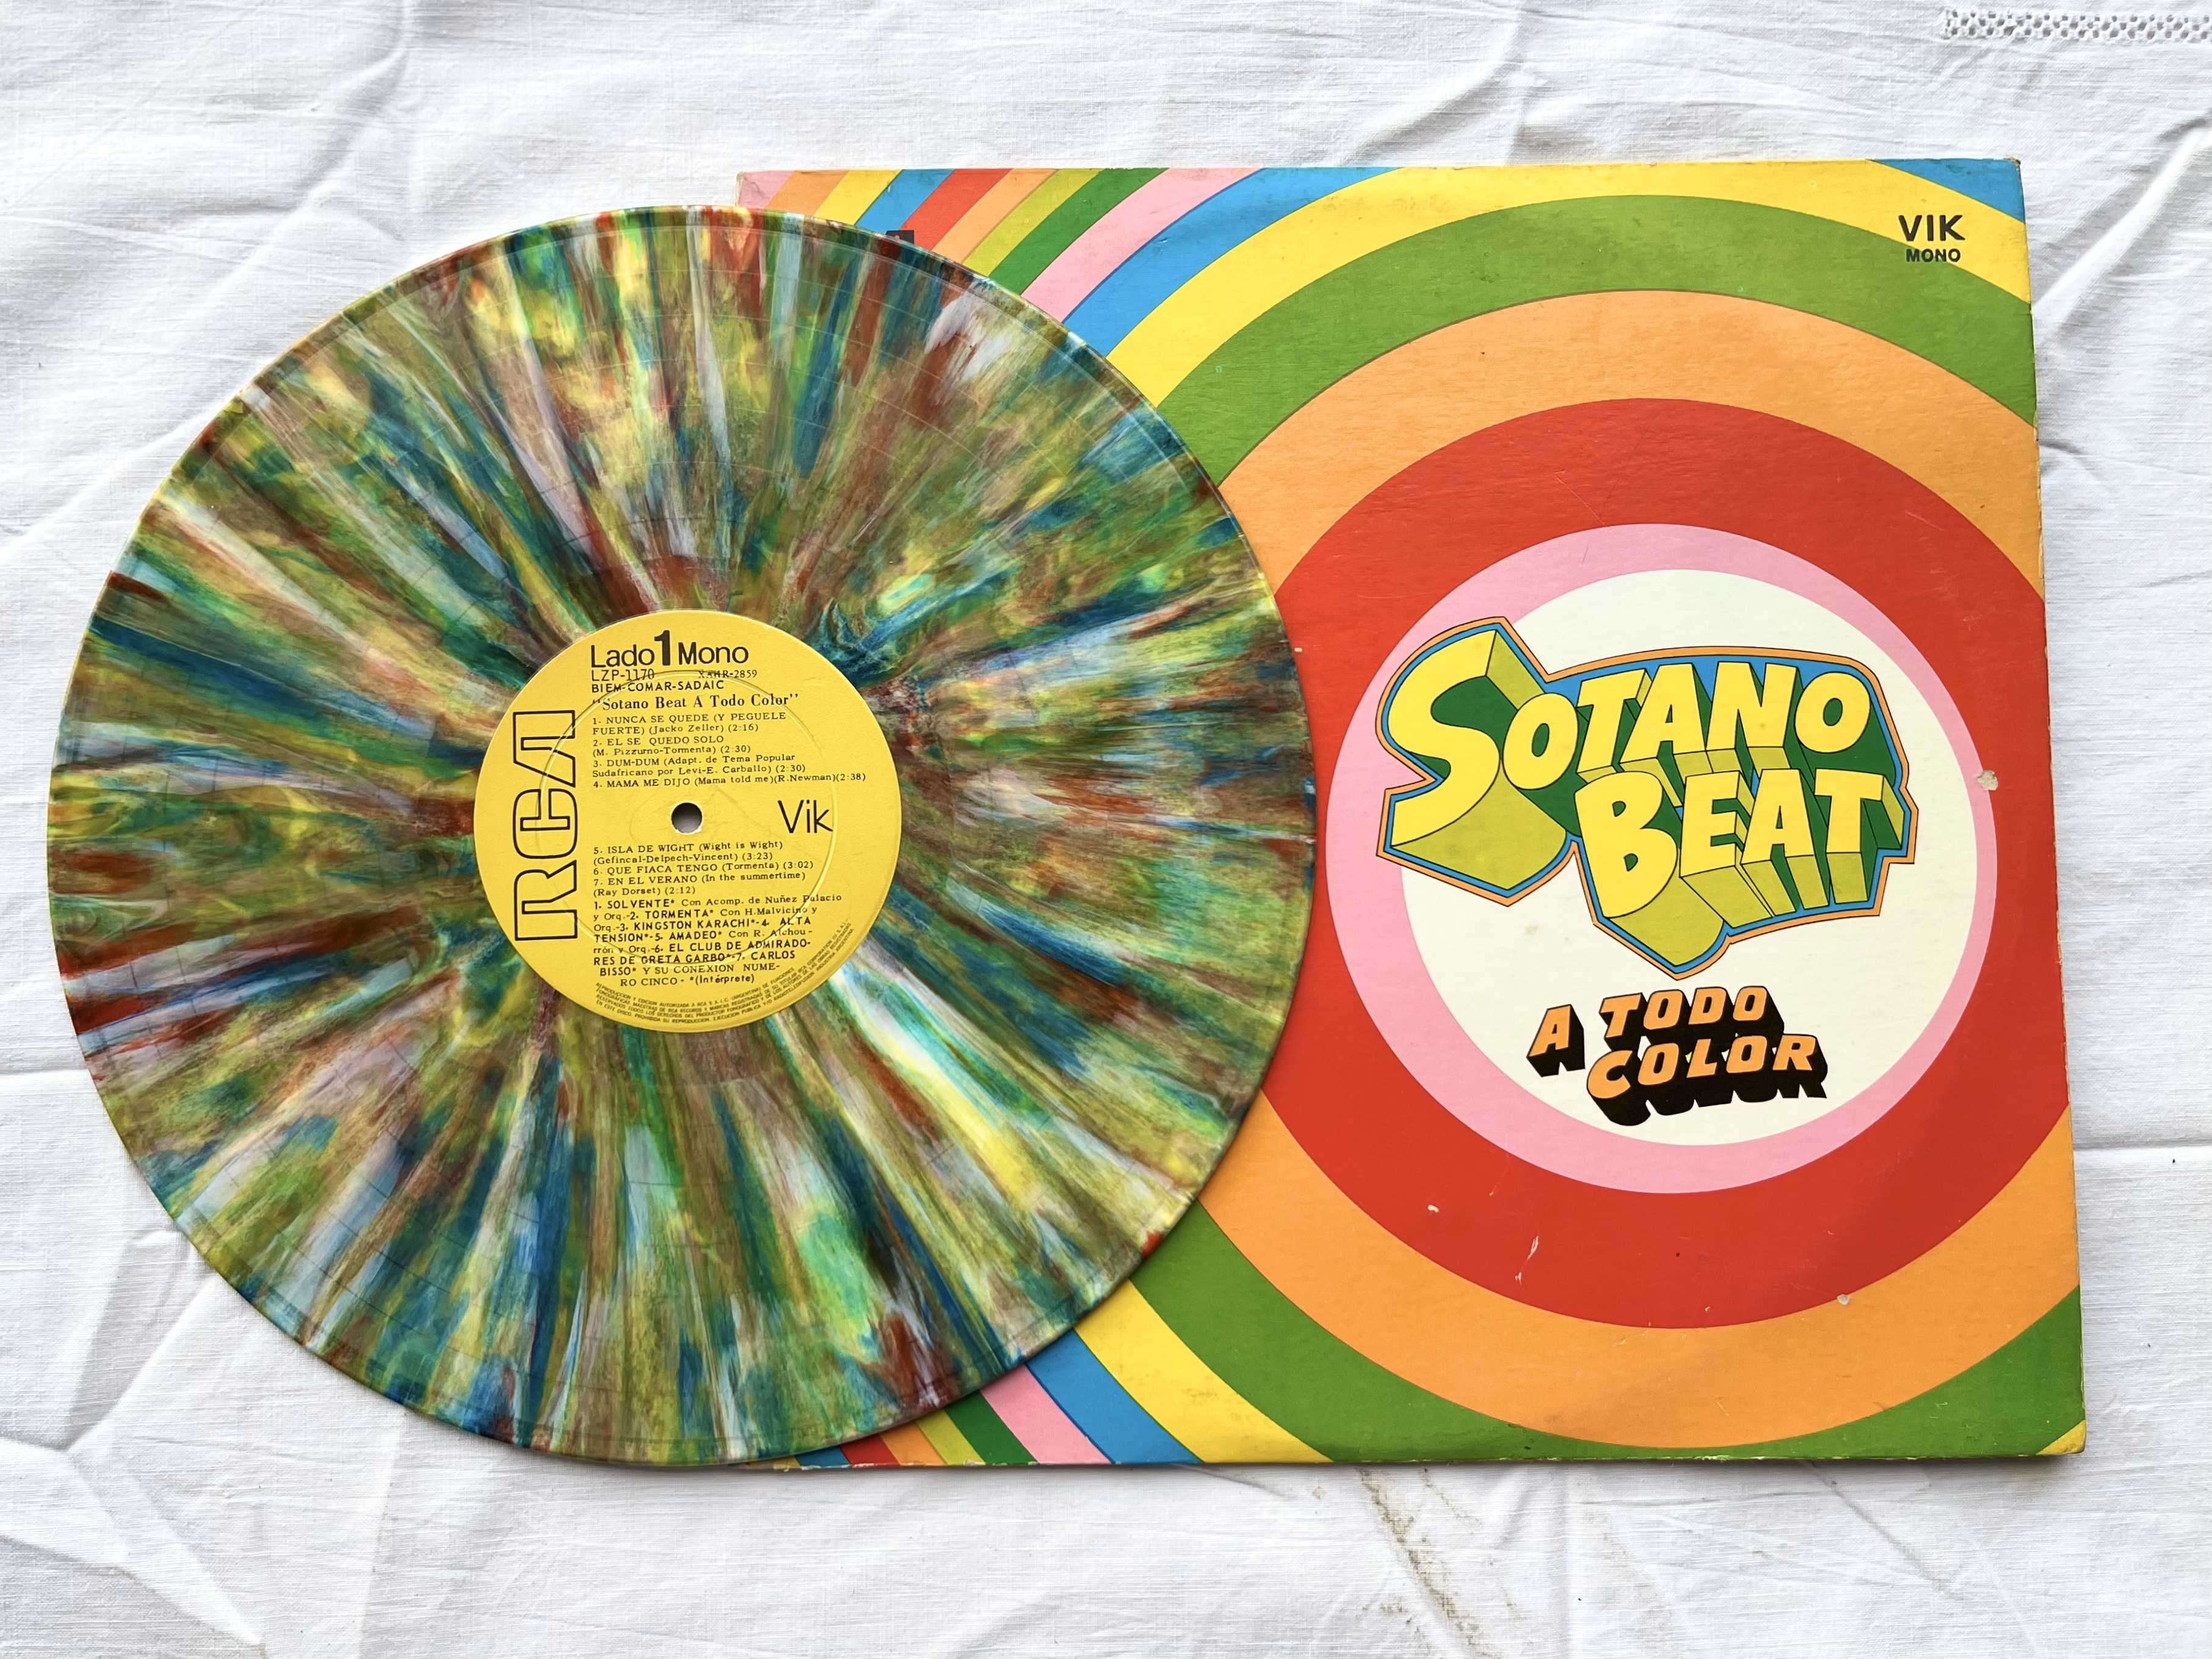 Lado 1 Mono
LZP-1170 XAHR-2859
BIEM-COMAR-SADAIC
"Sotano Beat A Todo Color"
1- NUNCA SE QUEDE (Y PEGUELE
FUERTE) (Jacko Zeller) (2:16)
2- EL SE QUEDO SOLO
(M. Pizzurno-Tormenta) (2:30)
3- DUM-DUM (Adapt. de Tema Popular
Sudafricano por Levi-E. Carballo) (2:30)
4- MAMA ME DIJO (Mama told me)(R.Newman)(2:38)
RCA
Vik
5- ISLA DE WIGHT (Wight is Wight)
(Gefincal-Delpech-Vincent) (3:23)
6- QUE FIACA TENGO (Tormenta) (3:02)
7- EN EL VERANO (In the summertime)
(Ray Dorset) (2:12)
1- SOLVENTE* Con Acomp. de Nuñez Palacio
y Orq.-2- TORMENTA* Con H.Malvicino y
Orq.-3- KINGSTON KARACHI*-4- ALTA
TENSION*-5- AMADEO* Con R. Alchou-
rrón y Orq.-6- EL CLUB DE ADMIRADO-
RES DE GRETA GARBO*-7- CARLOS
BISSO* Y SU CONEXION NUME-
RO CINCO - *(Intérprete)
VIK
MONO
SOTANO
BEAT
A TODO
COLOR